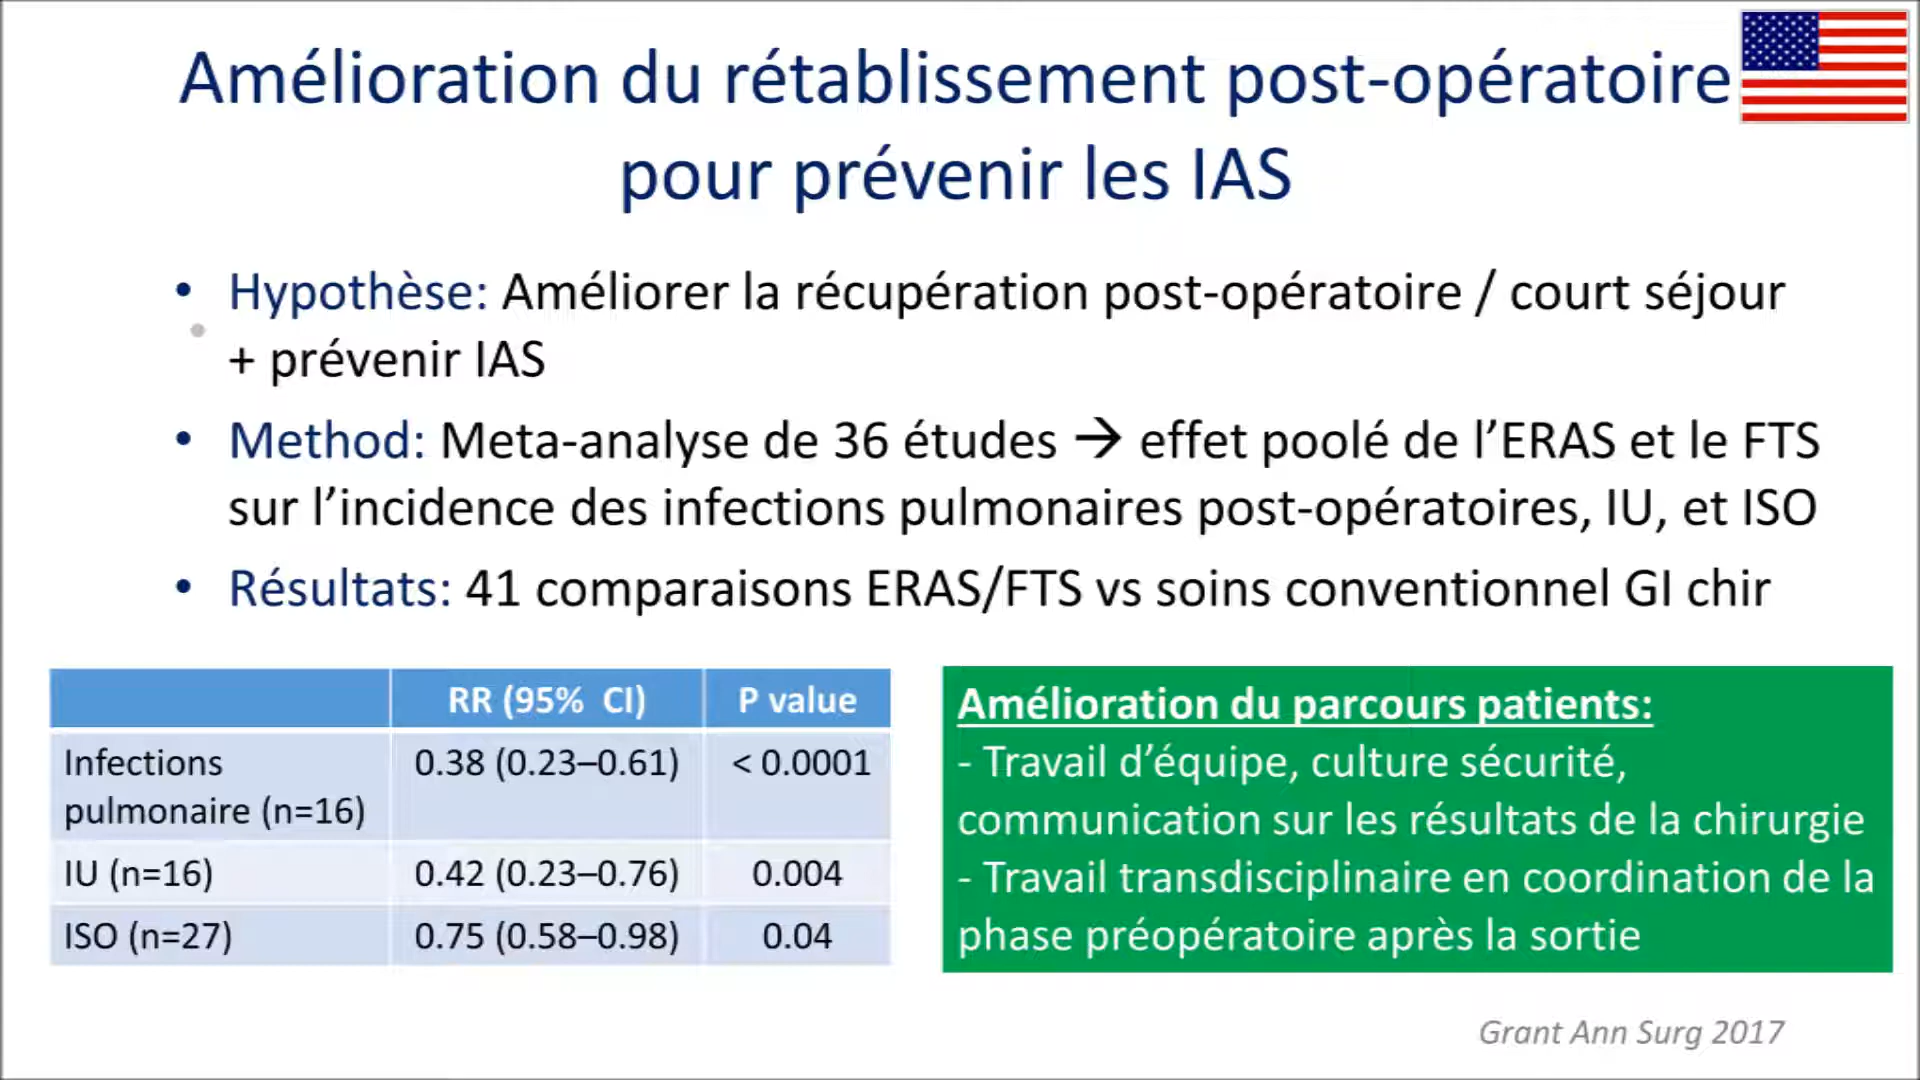 Amélioration du rétablissement post-opératoire
pour prévenir les IAS
• Hypothèse: Améliorer la récupération post-opératoire / court séjour
+ prévenir IAS
• Method: Meta-analyse de 36 études → effet poolé de l’ERAS et le FTS
sur l’incidence des infections pulmonaires post-opératoires, IU, et ISO
• Résultats: 41 comparaisons ERAS/FTS vs soins conventionnel GI chir
RR (95% CI) P value
Infections
pulmonaire (n=16) 0.38 (0.23–0.61) < 0.0001
IU (n=16) 0.42 (0.23–0.76) 0.004
ISO (n=27) 0.75 (0.58–0.98) 0.04
Amélioration du parcours patients:
- Travail d’équipe, culture sécurité,
communication sur les résultats de la chirurgie
- Travail transdisciplinaire en coordination de la
phase préopératoire après la sortie
Grant Ann Surg 2017